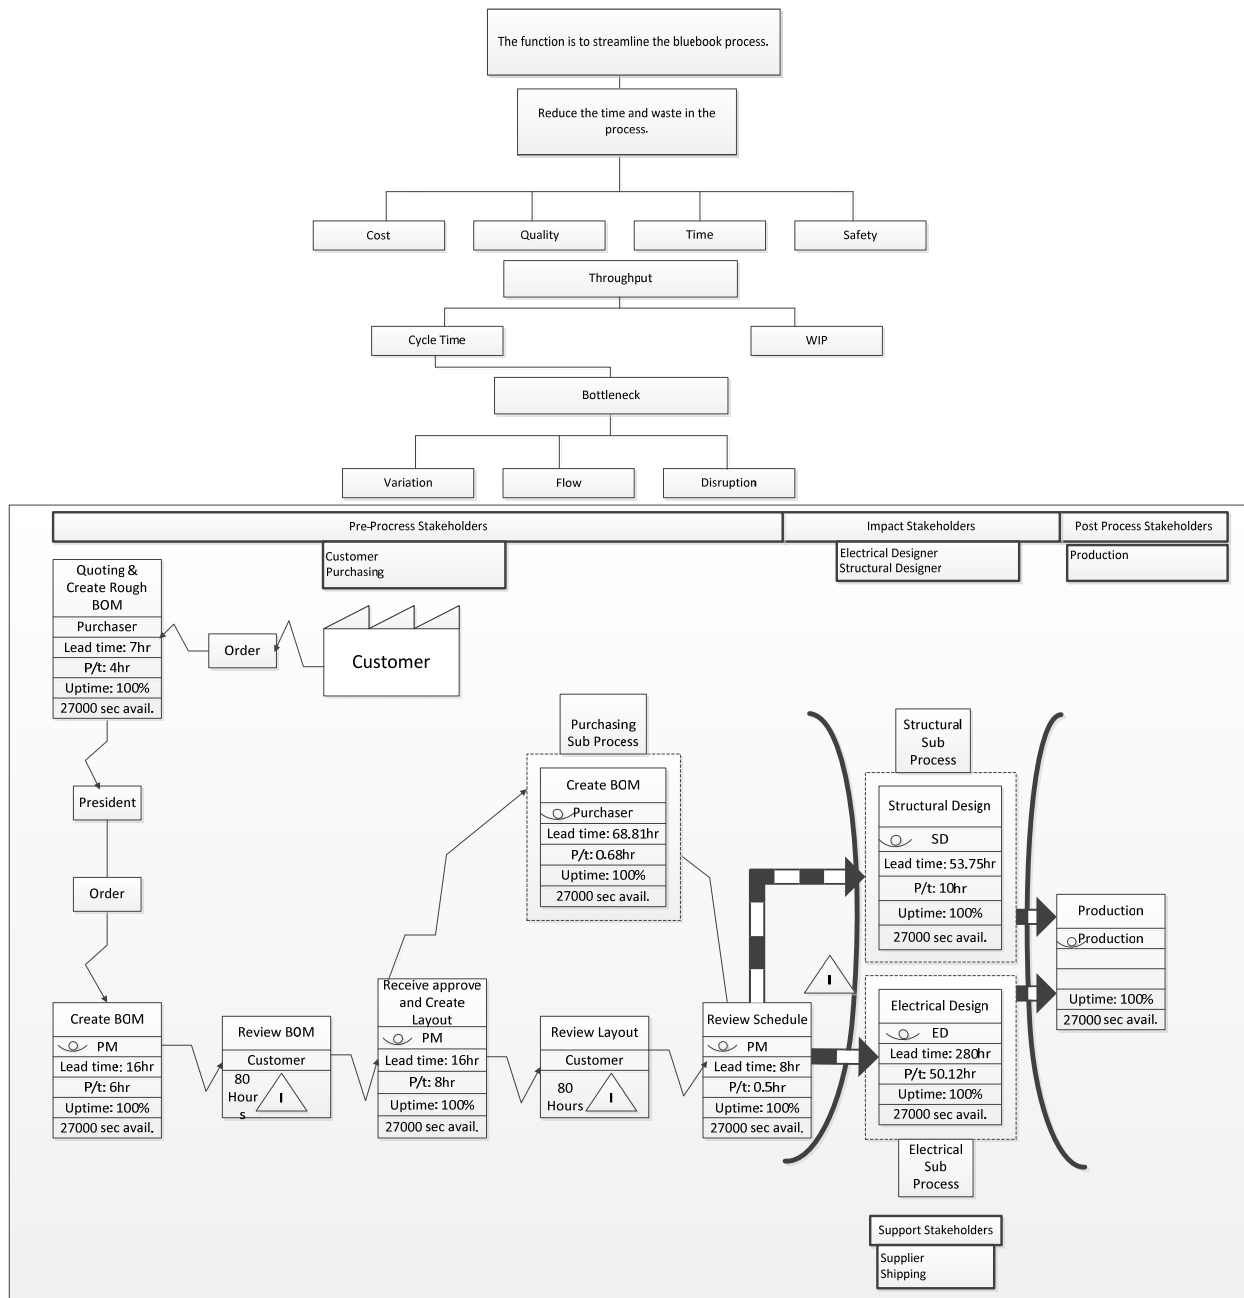 The function is to streamline the bluebook process.
Reduce the time and waste in the
process.
Cost
Quality
Time
Safety
Throughput
Cycle Time
WIP
Bottleneck
Variation
Flow
Disruption
Pre-Procress Stakeholders
Impact Stakeholders
Post Process Stakeholders
Customer
Purchasing
Electrical Designer
Structural Designer
Production
Quoting &
Create Rough
BOM
Purchaser
Lead time: 7hr
P/t: 4hr
Uptime: 100%
27000 sec avail.
Order
Customer
President
Order
Purchasing
Sub Process
Create BOM
Purchaser
Lead time: 68.81hr
P/t: 0.68hr
Uptime: 100%
27000 sec avail.
Structural
Sub
Process
Structural Design
SD
Lead time: 53.75hr
P/t: 10hr
Uptime: 100%
27000 sec avail.
Production
Production
Uptime: 100%
27000 sec avail.
Create BOM
PM
Lead time: 16hr
P/t: 6hr
Uptime: 100%
27000 sec avail.
Review BOM
Customer
80
Hour
s
I
Receive approve
and Create
Layout
PM
Lead time: 16hr
P/t: 8hr
Uptime: 100%
27000 sec avail.
Review Layout
Customer
80
Hours
I
Review Schedule
PM
Lead time: 8hr
P/t: 0.5hr
Uptime: 100%
27000 sec avail.
I
Electrical Design
ED
Lead time: 280hr
P/t: 50.12hr
Uptime: 100%
27000 sec avail.
Electrical
Sub
Process
Support Stakeholders
Supplier
Shipping